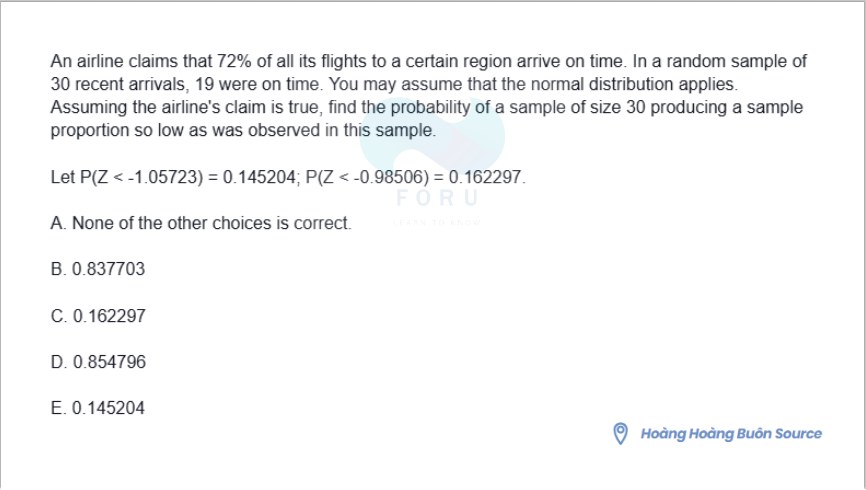 An airline claims that 72% of all its flights to a certain region arrive on time. In a random sample of
30 recent arrivals, 19 were on time. You may assume that the normal distribution applies.
Assuming the airline's claim is true, find the probability of a sample of size 30 producing a sample
proportion so low as was observed in this sample.
Let P(Z < -1.05723) = 0.145204; P(Z < -0.98506) = 0.162297.
FORU
A. None of the other choices is correct.
B. 0.837703
C. 0.162297
D. 0.854796
E. 0.145204
Hoàng Hoàng Buôn Source